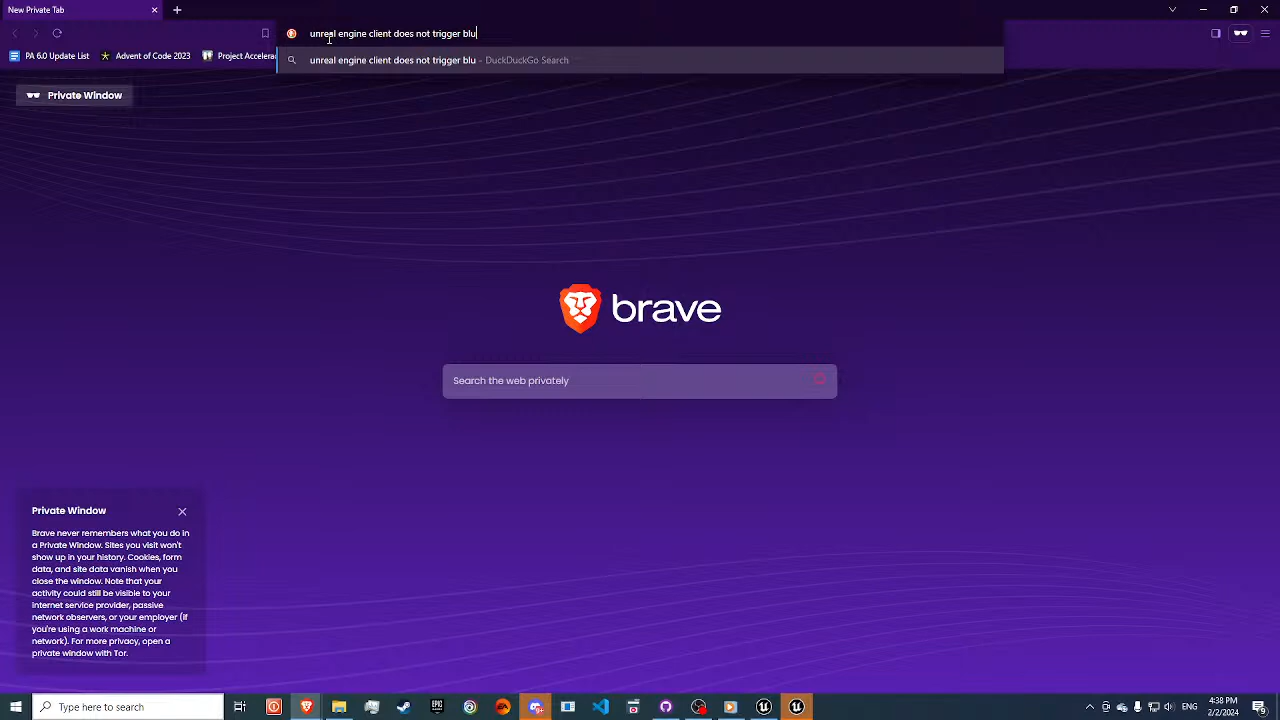 New Private Tab
unreal engine client does not trigger blu
PA 6.0 Update List
Advent of Code 2023
Project Accelera
unreal engine client does not trigger blu - DuckDuckGo Search
Private Window
brave
Search the web privately
Private Window
Brave never remembers what you do in
a Private Window. Sites you visit won't
show up in your history. Cookies, form
data, and site data vanish when you
close the window. Note that your
activity could still be visible to your
internet service provider, passive
network observers, or your employer (if
you're using a work machine or
network). For more privacy, open a
private window with Tor.
Type here to search
EPIC
EA
ENG
4:38 PM
2/2/2024